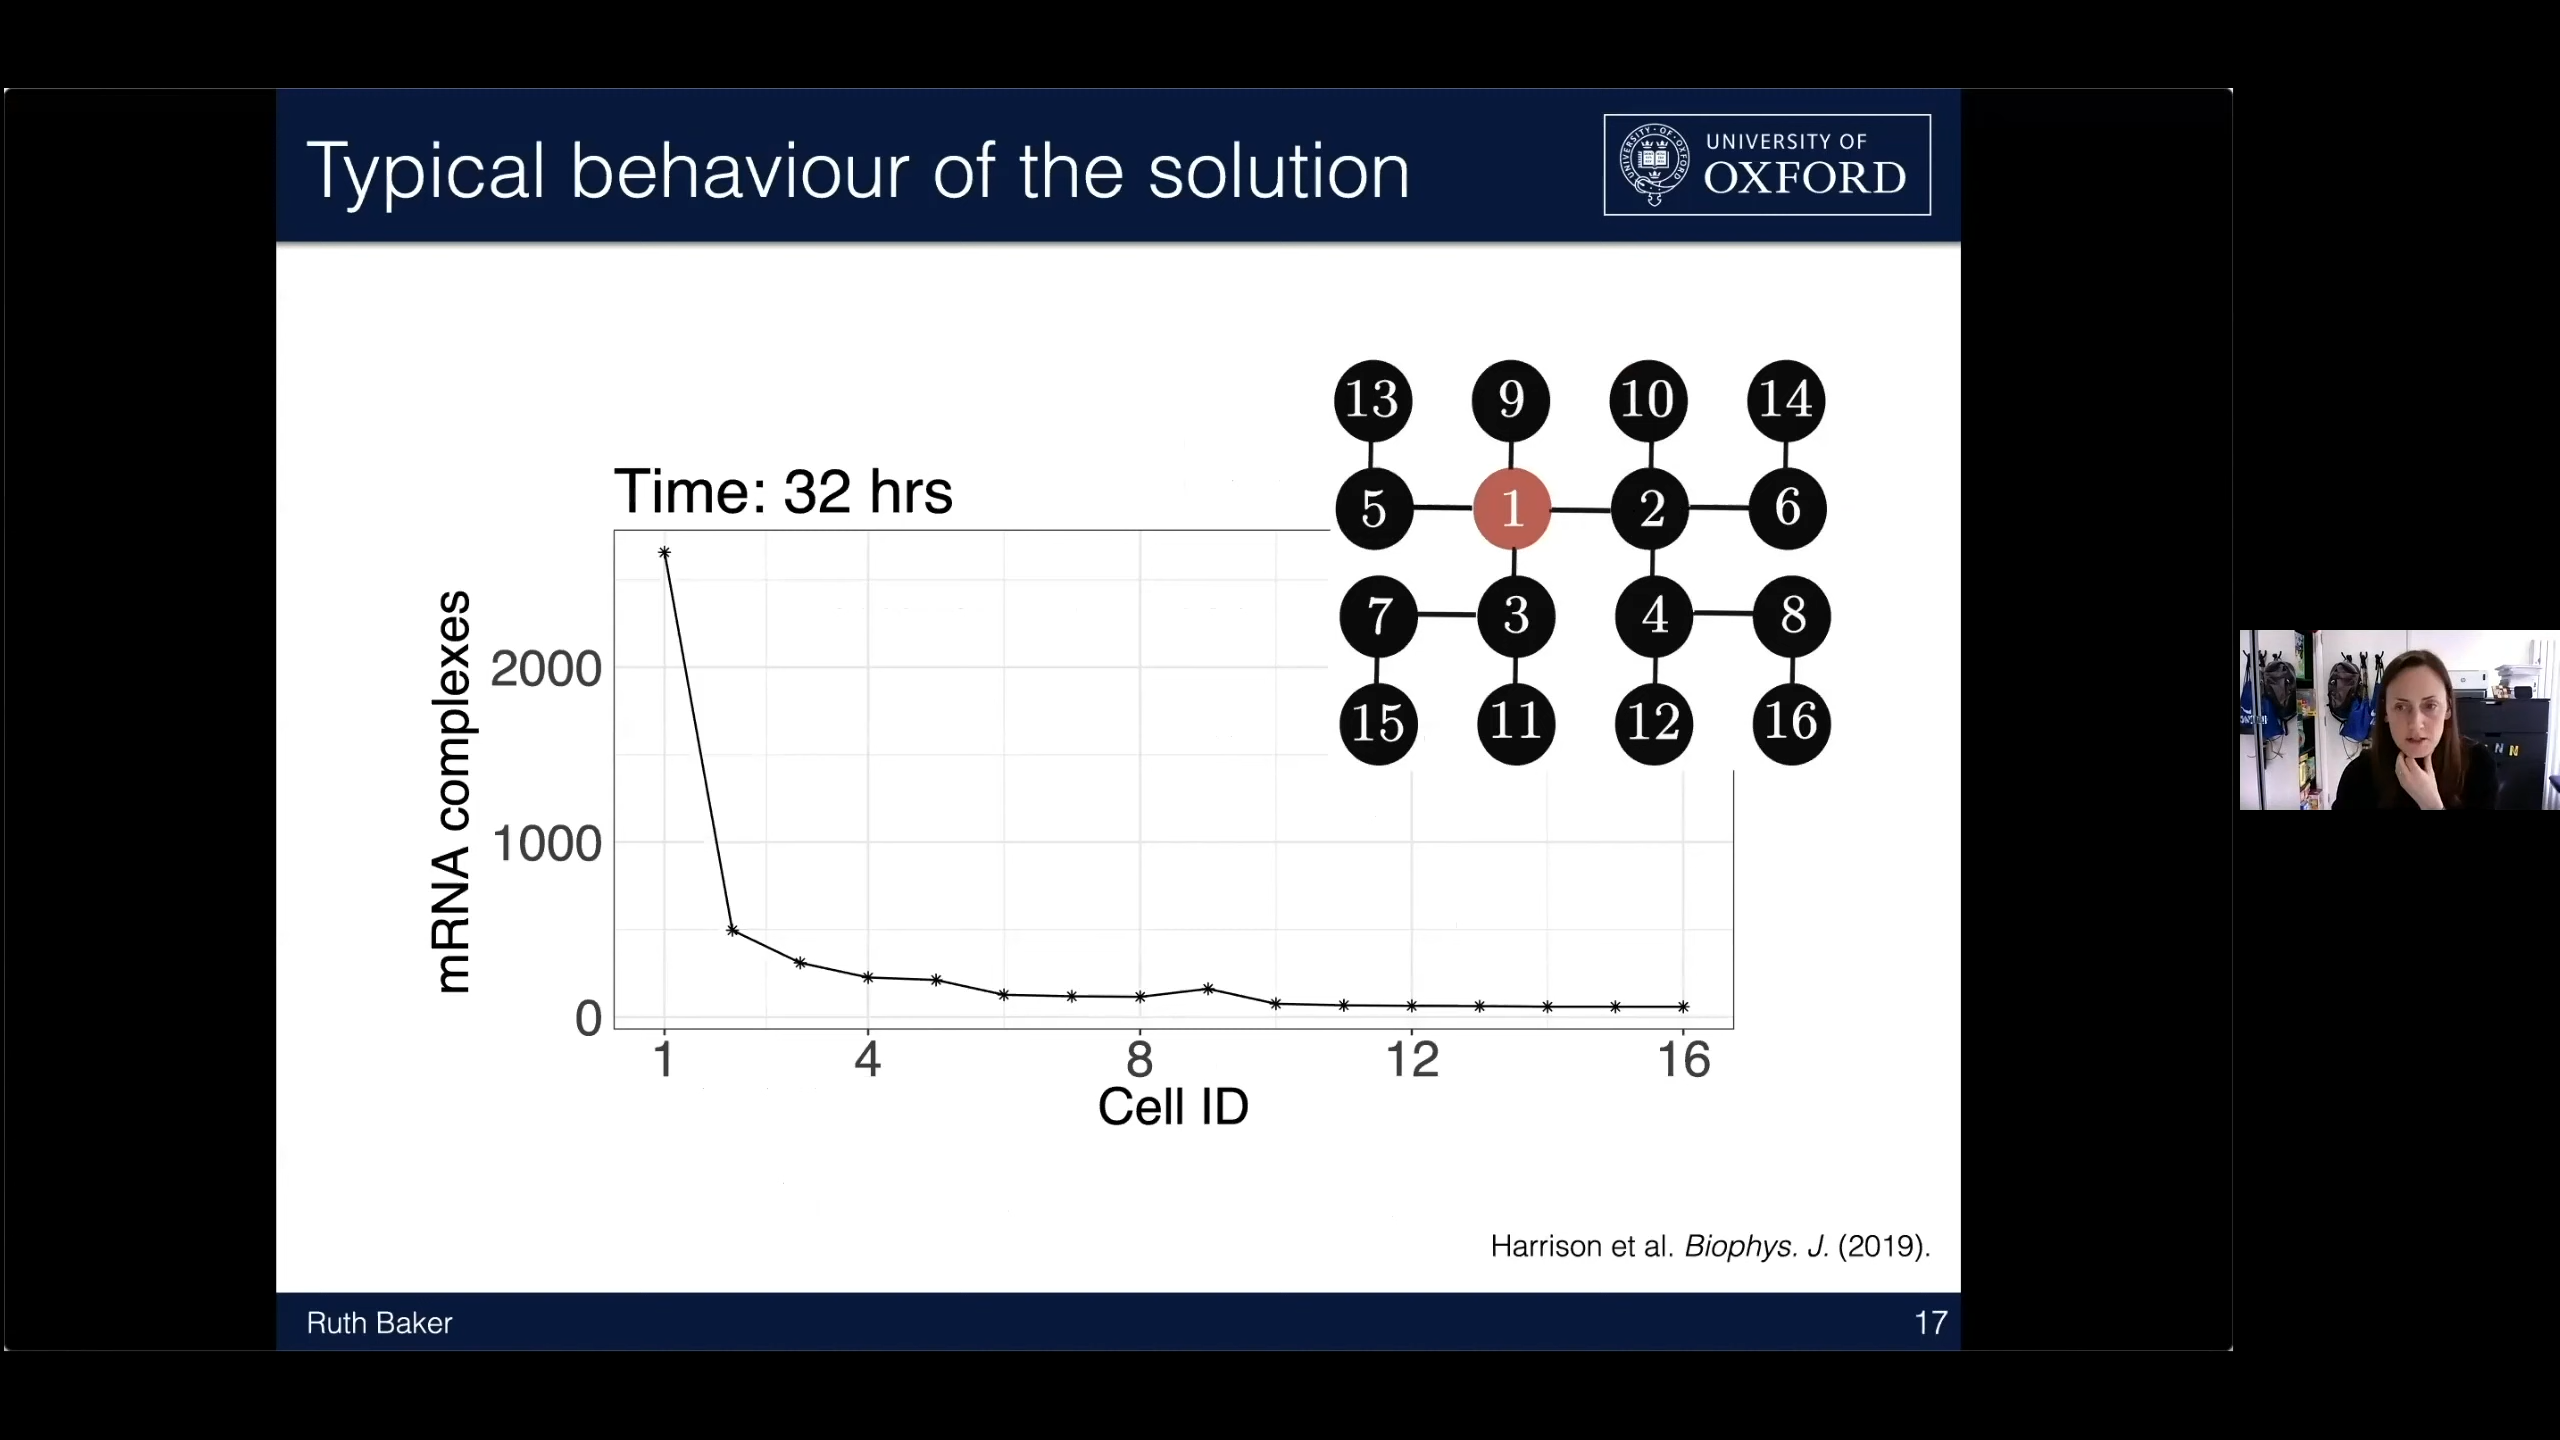 Typical behaviour of the solution
UNIVERSITY OF
OXFORD
13 9 10 14
5 1 2 6
7 3 4 8
15 11 12 16
Time: 32 hrs
mRNA complexes
2000
1000
0
1 4 8 12 16
Cell ID
Harrison et al. Biophys. J. (2019).
Ruth Baker
17